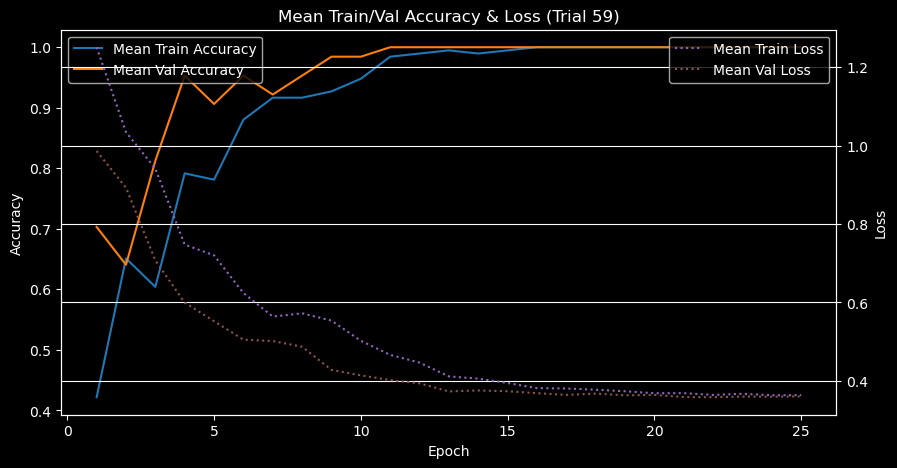 Mean Train/Val Accuracy & Loss (Trial 59)
Mean Train Accuracy
Mean Val Accuracy
Mean Train Loss
Mean Val Loss
1.0
0.9
0.8
0.7
0.6
0.5
0.4
Accuracy
1.2
1.0
0.8
0.6
0.4
Loss
0 5 10 15 20 25
Epoch